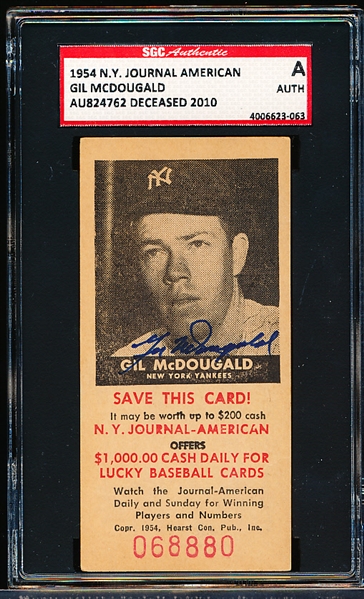 SGC Authentic
1954 N.Y. JOURNAL AMERICAN
GIL MCDOUGALD
AU824762 DECEASED 2010
A
AUTH
4006623-063
NY
Gil McDougald
GIL McDOUGALD
NEW YORK YANKEES
SAVE THIS CARD!
It may be worth up to $200 cash
N.Y. JOURNAL-AMERICAN
OFFERS
$1,000.00 CASH DAILY FOR
LUCKY BASEBALL CARDS
Watch the Journal-American
Daily and Sunday for Winning
Players and Numbers
Copr. 1954, Hearst Con. Pub., Inc.
068880